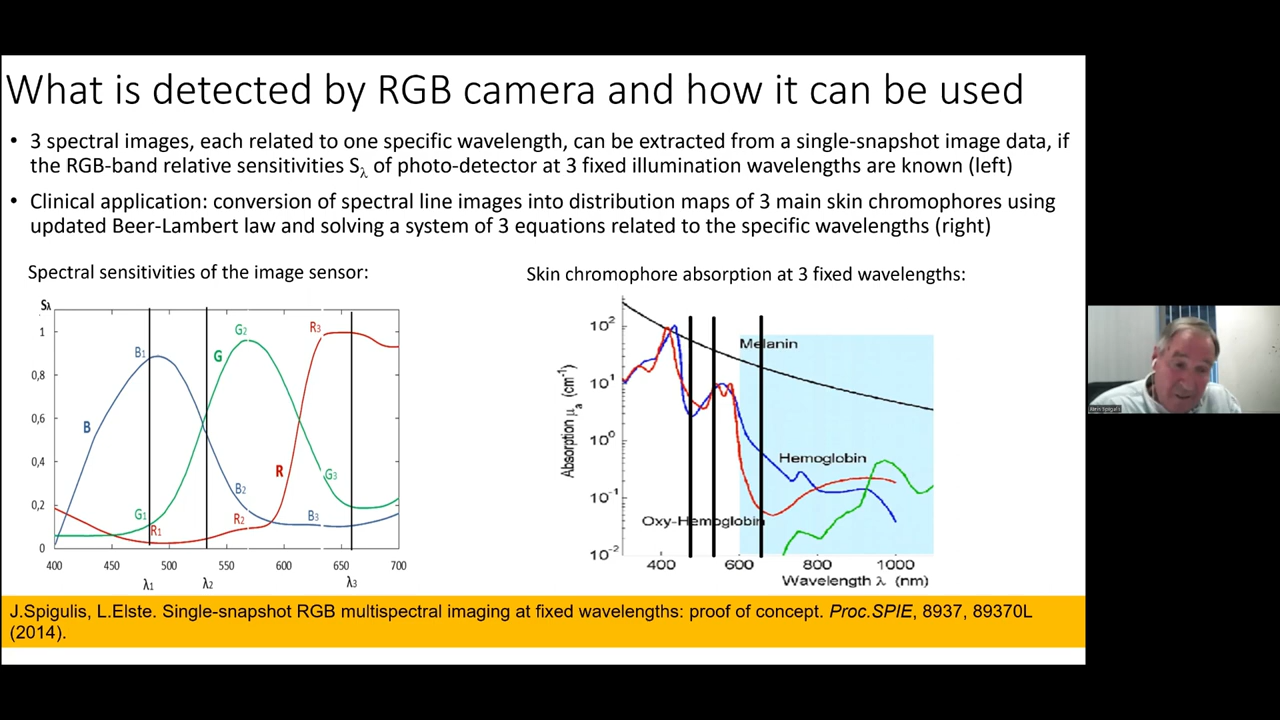 What is detected by RGB camera and how it can be used
• 3 spectral images, each related to one specific wavelength, can be extracted from a single-snapshot image data, if
the RGB-band relative sensitivities Sλ of photo-detector at 3 fixed illumination wavelengths are known (left)
• Clinical application: conversion of spectral line images into distribution maps of 3 main skin chromophores using
updated Beer-Lambert law and solving a system of 3 equations related to the specific wavelengths (right)
Spectral sensitivities of the image sensor:
Sλ
1
0,8
0,6
0,4
0,2
0
B
B1
G
G2
R3
R
G3
B2
G1
R1
R2
B3
400 450 500 550 600 650 700
λ1 λ2 λ3
Skin chromophore absorption at 3 fixed wavelengths:
Absorption μa (cm-1)
10²
10¹
10⁰
10⁻¹
10⁻²
Melanin
Hemoglobin
Oxy-Hemoglobin
400 600 800 1000
Wavelength λ (nm)
J.Spigulis, L.Elste. Single-snapshot RGB multispectral imaging at fixed wavelengths: proof of concept. Proc.SPIE, 8937, 89370L
(2014).